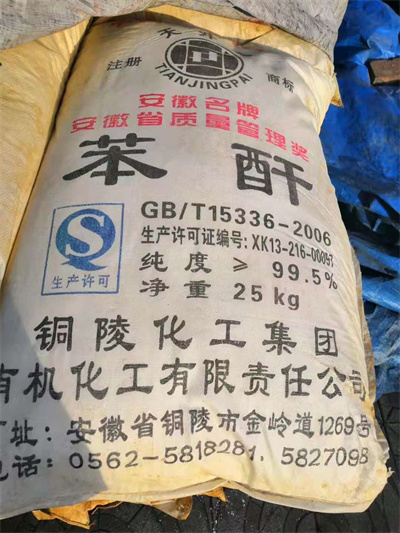 注册 商标
TIANJINGPAI
安徽名牌
安徽省质量管理奖
苯酐
GB/T15336-2006
生产许可证编号: XK13-216-00097
生产许可
纯度 ≥ 99.5%
净重 25kg
铜陵化工集团
有机化工有限责任公司
址: 安徽省铜陵市金岭道1269号
电话: 0562-5818281、5827098